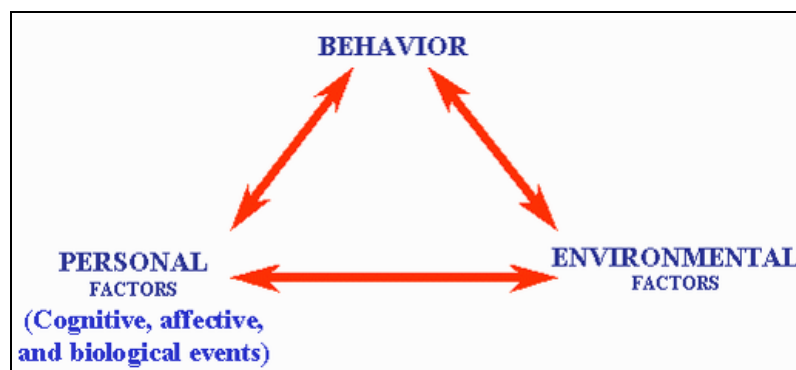 BEHAVIOR
PERSONAL
FACTORS
(Cognitive, affective,
and biological events)
ENVIRONMENTAL
FACTORS